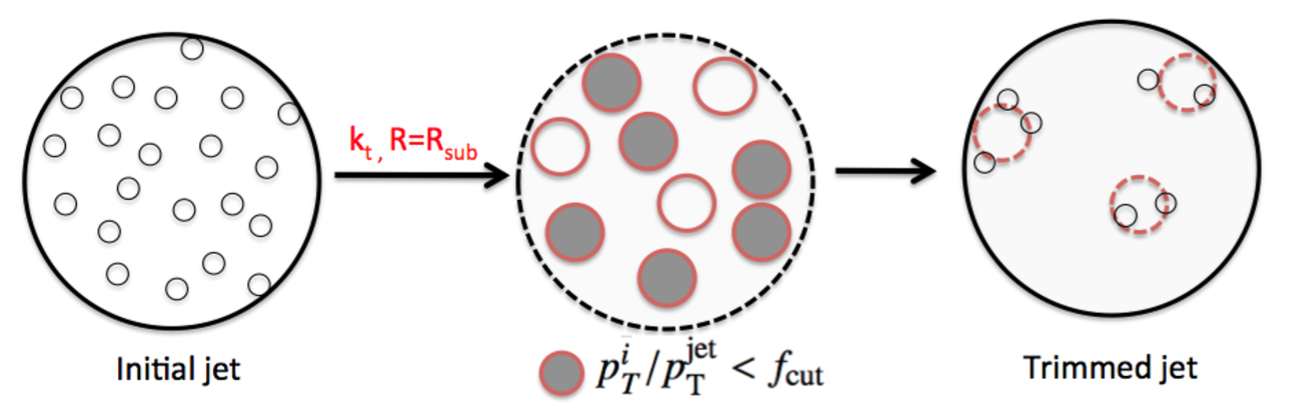 k_t, R=R_sub
Initial jet
p_T^i/p_T^jet < f_cut
Trimmed jet